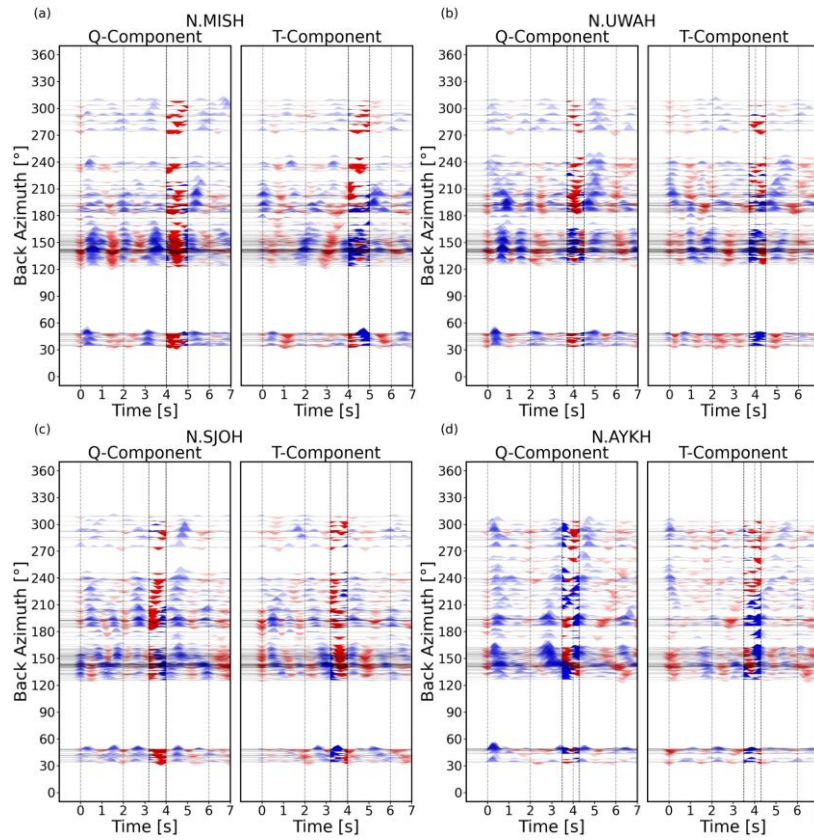 (a)
N.MISH
Q-Component
T-Component
Back Azimuth [°]
360
330
300
270
240
210
180
150
120
90
60
30
0
0 1 2 3 4 5 6 7
Time [s]
0 1 2 3 4 5 6 7
Time [s]
(b)
N.UWAH
Q-Component
T-Component
Back Azimuth [°]
360
330
300
270
240
210
180
150
120
90
60
30
0
0 1 2 3 4 5 6 7
Time [s]
0 1 2 3 4 5 6
Time [s]
(c)
N.SJOH
Q-Component
T-Component
Back Azimuth [°]
360
330
300
270
240
210
180
150
120
90
60
30
0
0 1 2 3 4 5 6 7
Time [s]
0 1 2 3 4 5 6 7
Time [s]
(d)
N.AYKH
Q-Component
T-Component
Back Azimuth [°]
360
330
300
270
240
210
180
150
120
90
60
30
0
0 1 2 3 4 5 6 7
Time [s]
0 1 2 3 4 5 6
Time [s]